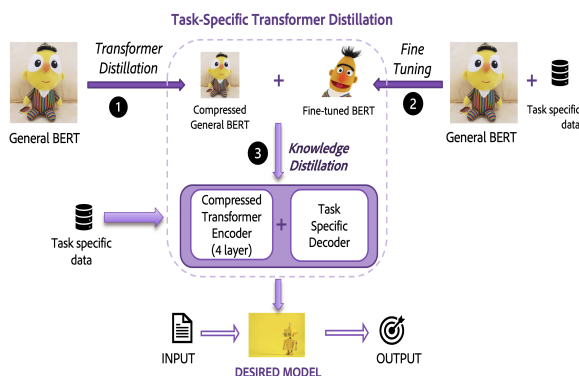 Task-Specific Transformer Distillation
Transformer
Distillation
Fine
Tuning
1
+
2
+
General BERT
Compressed
General BERT
Fine-tuned BERT
General BERT
Task specific
data
3
Knowledge
Distillation
Compressed
Transformer
Encoder
(4 layer)
+
Task
Specific
Decoder
Task specific
data
INPUT
OUTPUT
DESIRED MODEL